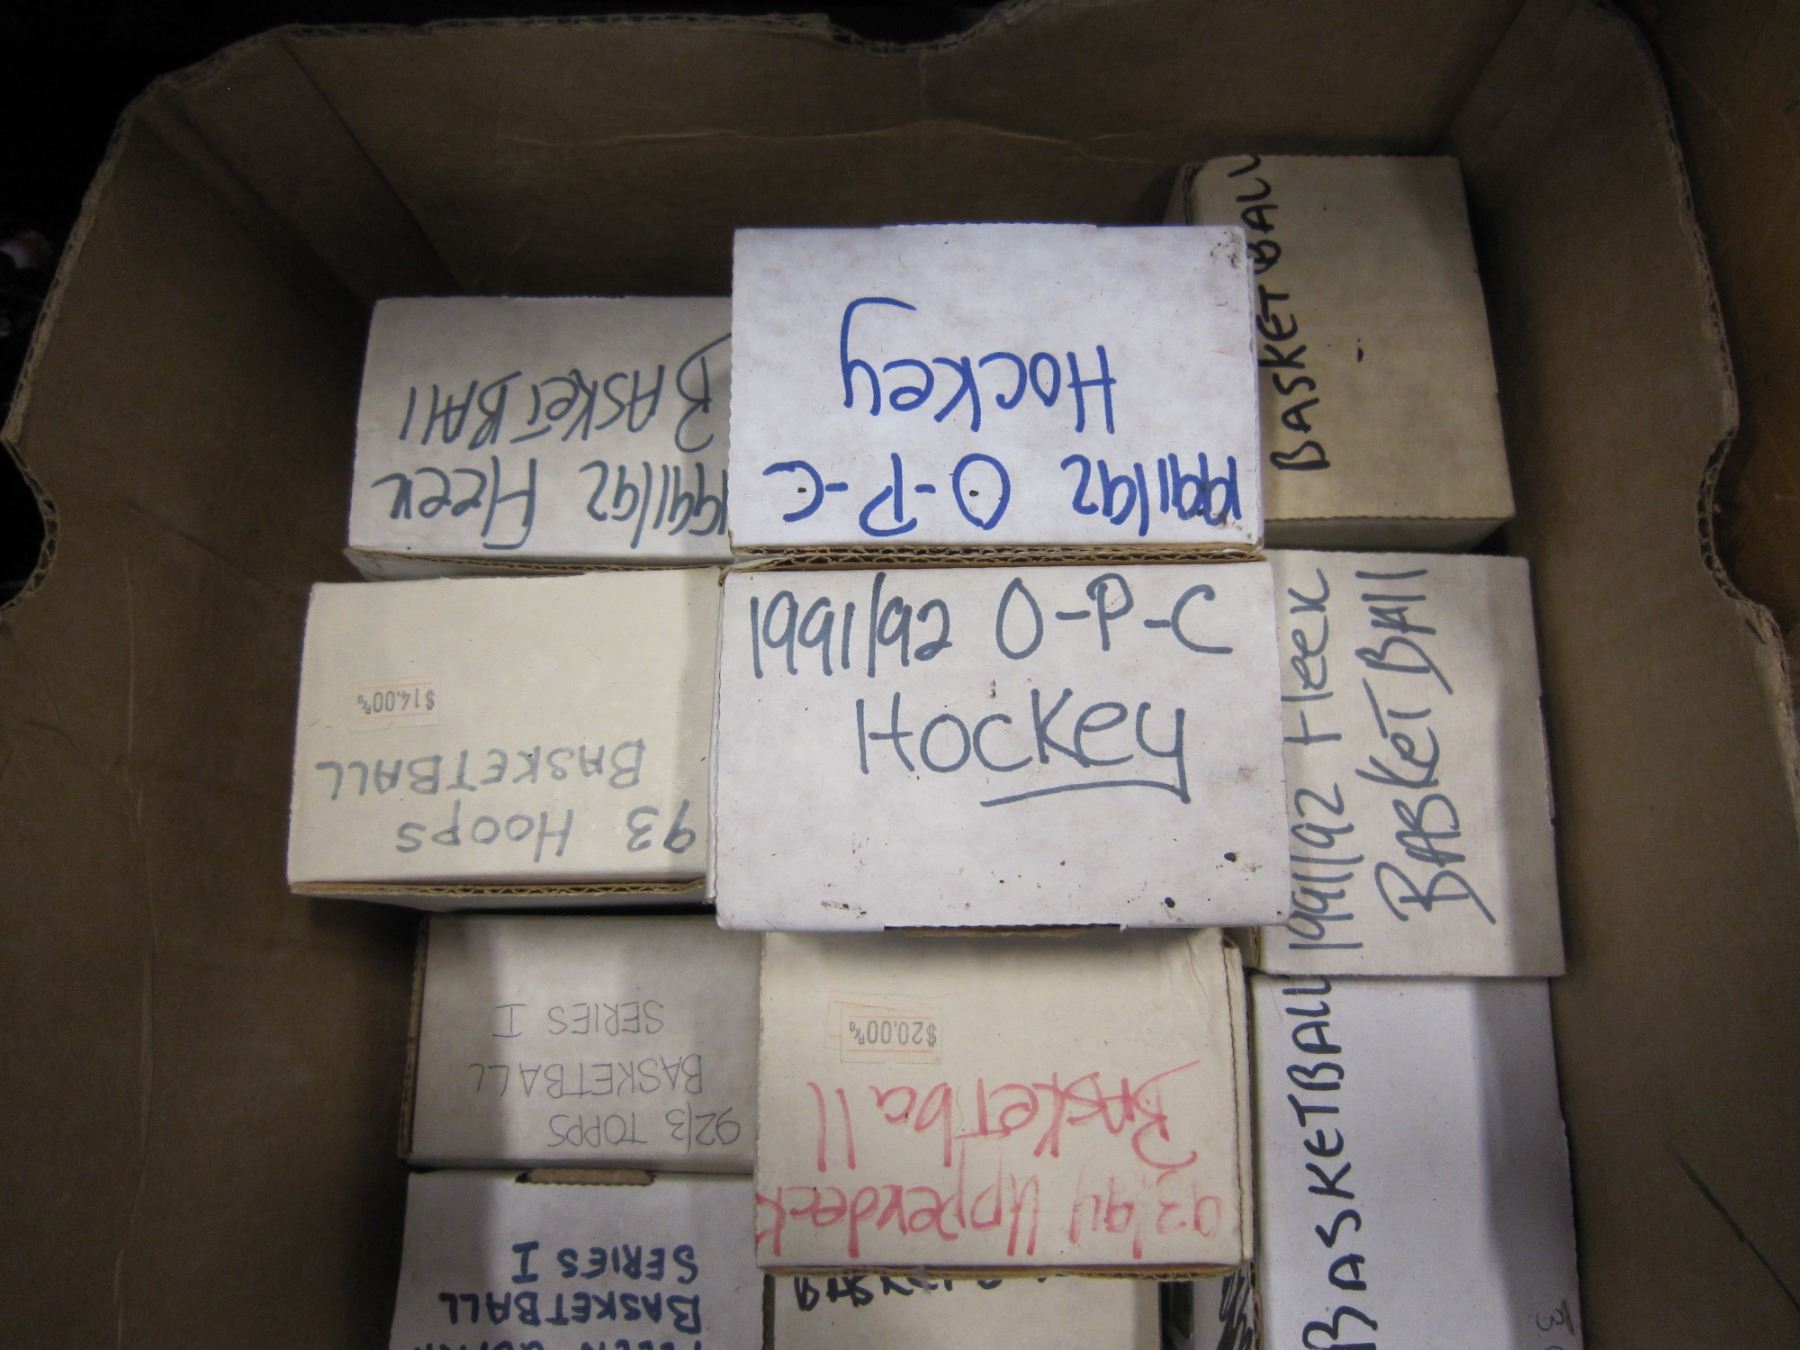 1991/92 Fleer
BASKETBAll
1991/92 O-P-C
Hockey
BASKETBALL
93 HOOPS
BASKETBALL
$14.00
1991/92 O-P-C
Hockey
1991/92 Fleer
BASKETBAll
92/3 TOPPS
BASKETBALL
SERIES I
93/94 Upperdeck
BASKETball
$20.00
BASKETBALL
BASKETBALL
SERIES I
BASKETBALL